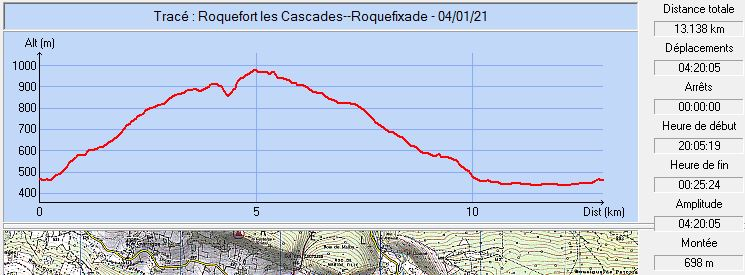 Tracé : Roquefort les Cascades--Roquefixade - 04/01/21
Alt (m)
1000
900
800
700
600
500
400
0
5
10
Dist (km)
Distance totale
13.138 km
Déplacements
04:20:05
Arrêts
00:00:00
Heure de début
20:05:19
Heure de fin
00:25:24
Amplitude
04:20:05
Montée
698 m